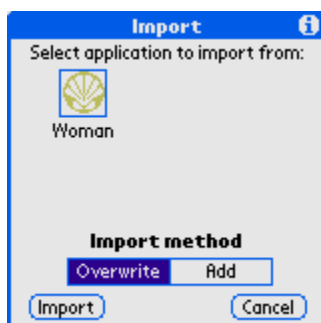 Import
Select application to import from:
Woman
Import method
Overwrite Add
Import Cancel